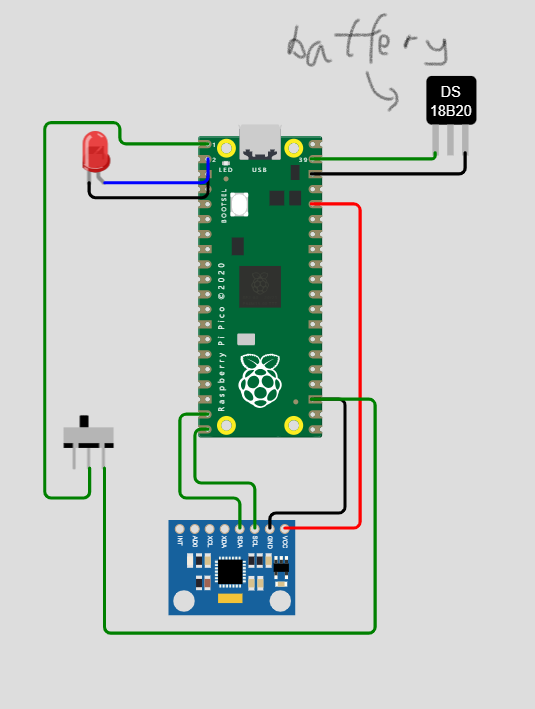 battery
DS
18B20
1
2
39
LED
USB
BOOTSEL
Raspberry Pi Pico ©2020
INT
AD0
XCL
XDA
SDA
SCL
GND
VCC